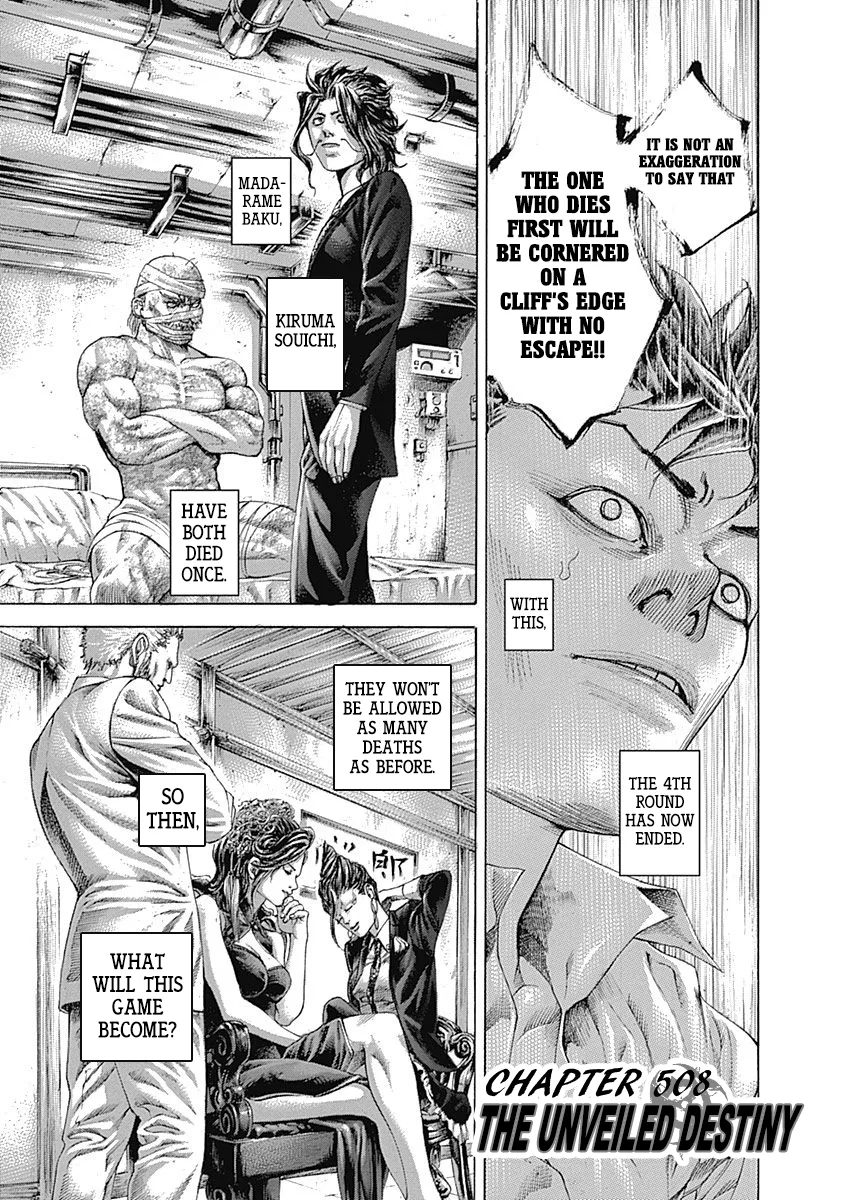 IT IS NOT AN
EXAGGERATION
TO SAY THAT
THE ONE
WHO DIES
FIRST WILL
BE CORNERED
ON A
CLIFF'S EDGE
WITH NO
ESCAPE!!
WITH
THIS,
THE 4TH
ROUND
HAS NOW
ENDED.
CHAPTER 508
THE UNVEILED DESTINY
MADA-
RAME
BAKU,
KIRUMA
SOUICHI,
HAVE
BOTH
DIED
ONCE.
THEY WON'T
BE ALLOWED
AS MANY
DEATHS
AS BEFORE.
SO
THEN,
郎
WHAT
WILL THIS
GAME
BECOME?